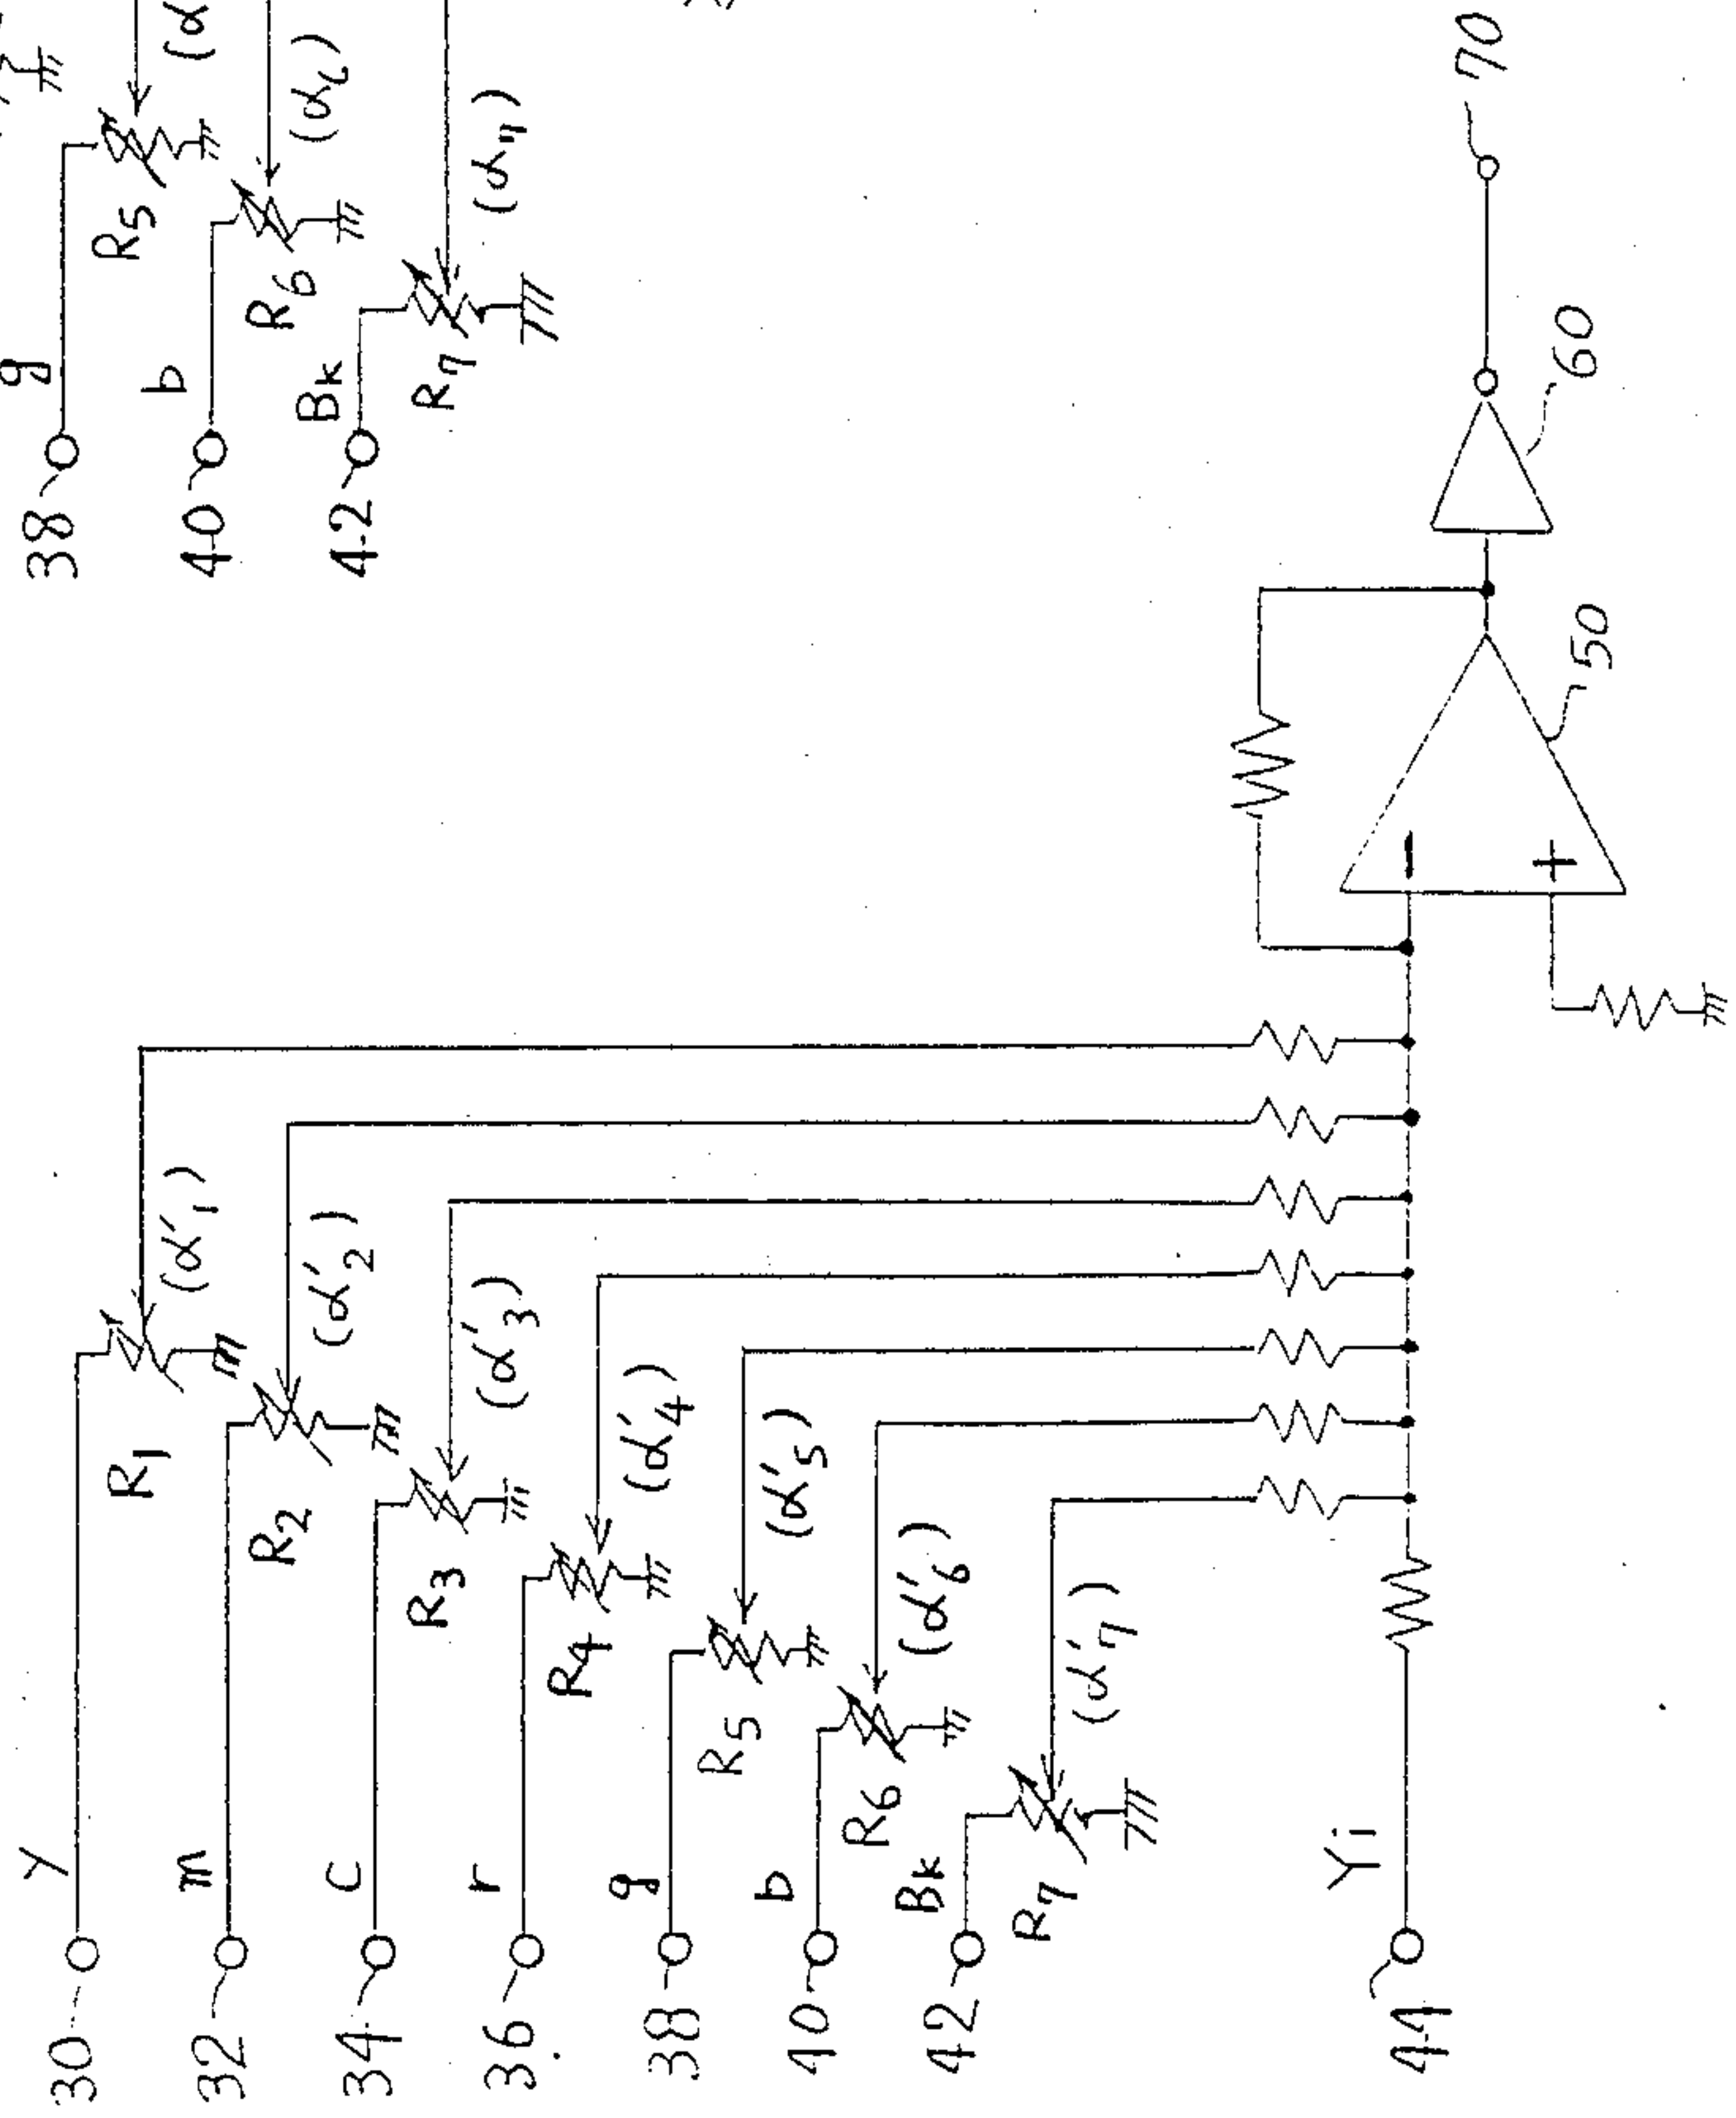 38 g R5 (α
40 b R6 (α6)
42 Bk R7 (α7)
30 y R1 (α'1)
32 m R2 (α'2)
34 c R3 (α'3)
36 r R4 (α'4)
38 g R5 (α'5)
40 b R6 (α'6)
42 Bk R7 (α'7)
44 Yi
− +
50
60
70